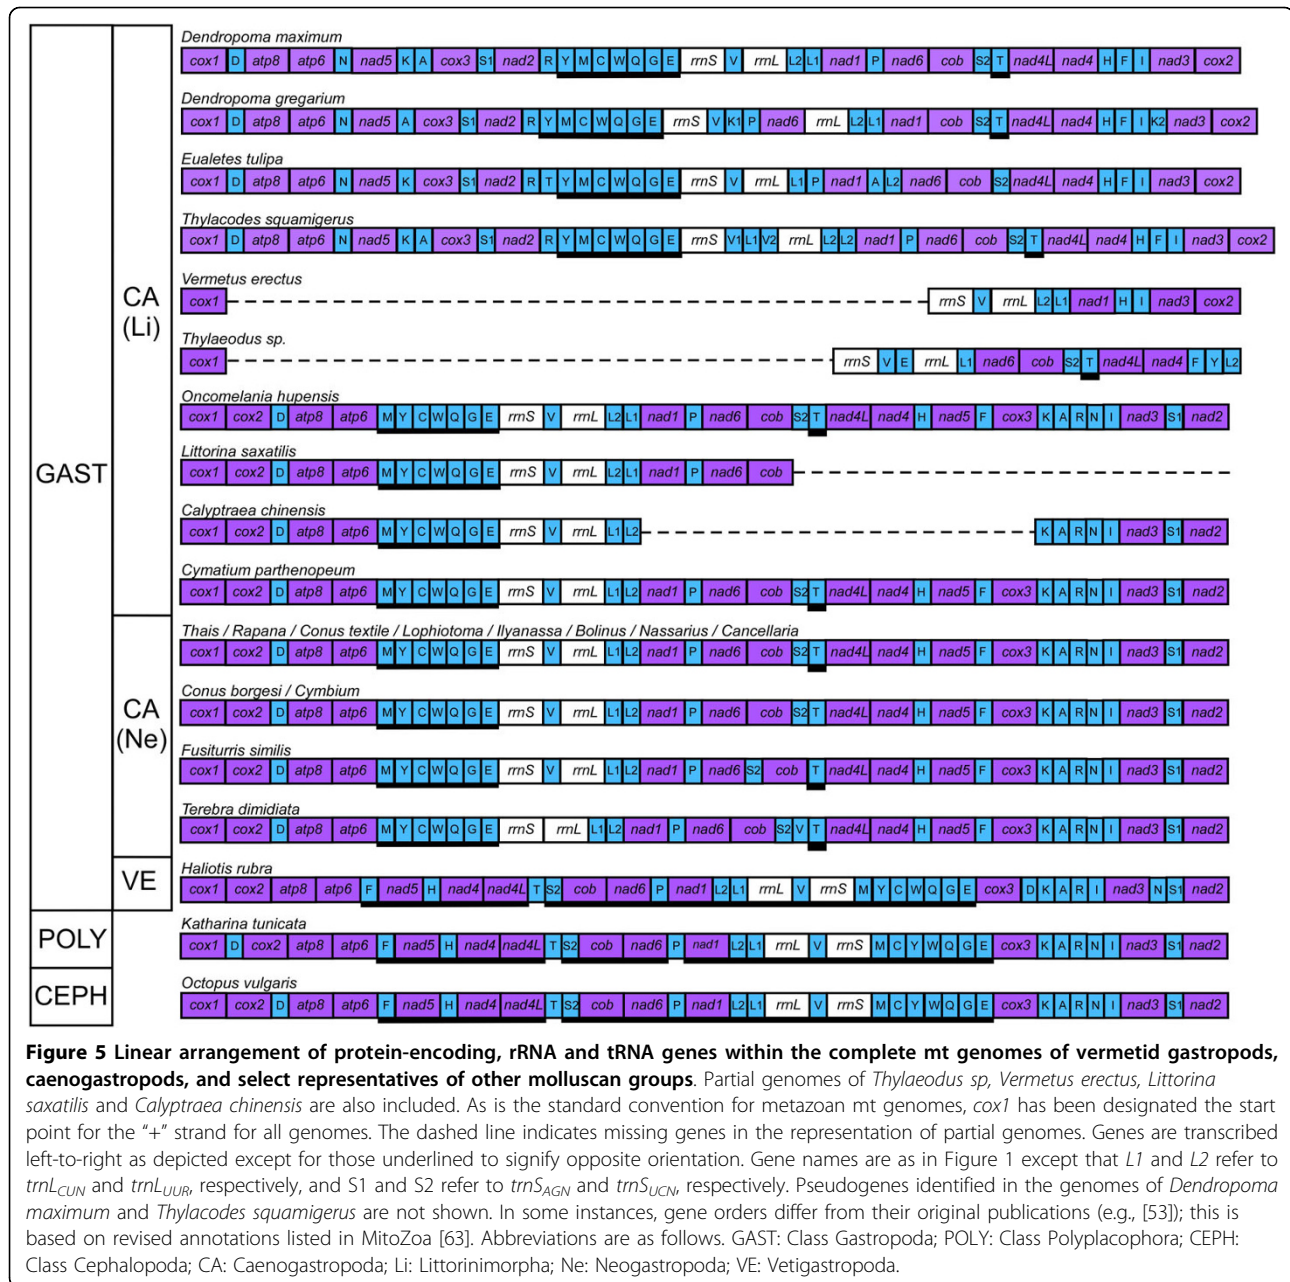 GAST
POLY
CEPH
CA
(Li)
CA
(Ne)
VE
Dendropoma maximum
cox1 D atp8 atp6 N nad5 K A cox3 S1 nad2 R Y M C W Q G E rrnS V rrnL L2 L1 nad1 P nad6 cob S2 T nad4L nad4 H F I nad3 cox2
Dendropoma gregarium
cox1 D atp8 atp6 N nad5 A cox3 S1 nad2 R Y M C W Q G E rrnS V K1 P nad6 rrnL L2 L1 nad1 cob S2 T nad4L nad4 H F I K2 nad3 cox2
Eualetes tulipa
cox1 D atp8 atp6 N nad5 K cox3 S1 nad2 R T Y M C W Q G E rrnS V rrnL L1 P nad1 A L2 nad6 cob S2 nad4L nad4 H F I nad3 cox2
Thylacodes squamigerus
cox1 D atp8 atp6 N nad5 K A cox3 S1 nad2 R Y M C W Q G E rrnS V1 L1 V2 rrnL L2 L2 nad1 P nad6 cob S2 T nad4L nad4 H F I nad3 cox2
Vermetus erectus
cox1 rrnS V rrnL L2 L1 nad1 H I nad3 cox2
Thylaeodus sp.
cox1 rrnS V E rrnL L1 nad6 cob S2 T nad4L nad4 F Y L2
Oncomelania hupensis
cox1 cox2 D atp8 atp6 M Y C W Q G E rrnS V rrnL L2 L1 nad1 P nad6 cob S2 T nad4L nad4 H nad5 F cox3 K A R N I nad3 S1 nad2
Littorina saxatilis
cox1 cox2 D atp8 atp6 M Y C W Q G E rrnS V rrnL L2 L1 nad1 P nad6 cob
Calyptraea chinensis
cox1 cox2 D atp8 atp6 M Y C W Q G E rrnS V rrnL L1 L2 K A R N I nad3 S1 nad2
Cymatium parthenopeum
cox1 cox2 D atp8 atp6 M Y C W Q G E rrnS V rrnL L1 L2 nad1 P nad6 cob S2 T nad4L nad4 H nad5 F cox3 K A R N I nad3 S1 nad2
Thais / Rapana / Conus textile / Lophiotoma / Ilyanassa / Bolinus / Nassarius / Cancellaria
cox1 cox2 D atp8 atp6 M Y C W Q G E rrnS V rrnL L1 L2 nad1 P nad6 cob S2 T nad4L nad4 H nad5 F cox3 K A R N I nad3 S1 nad2
Conus borgesi / Cymbium
cox1 cox2 D atp8 atp6 M Y C W Q G E rrnS V rrnL L1 L2 nad1 P nad6 cob S2 T nad4L nad4 H nad5 F cox3 K A R N I nad3 S1 nad2
Fusiturris similis
cox1 cox2 D atp8 atp6 M Y C W Q G E rrnS V rrnL L1 L2 nad1 P nad6 S2 cob T nad4L nad4 H nad5 F cox3 K A R N I nad3 S1 nad2
Terebra dimidiata
cox1 cox2 D atp8 atp6 M Y C W Q G E rrnS rrnL L1 L2 nad1 P nad6 cob S2 V T nad4L nad4 H nad5 F cox3 K A R N I nad3 S1 nad2
Haliotis rubra
cox1 cox2 atp8 atp6 F nad5 H nad4 nad4L T S2 cob nad6 P nad1 L2 L1 rrnL V rrnS M Y C W Q G E cox3 D K A R I nad3 N S1 nad2
Katharina tunicata
cox1 D cox2 atp8 atp6 F nad5 H nad4 nad4L T S2 cob nad6 P nad1 L2 L1 rrnL V rrnS M C Y W Q G E cox3 K A R N I nad3 S1 nad2
Octopus vulgaris
cox1 cox2 D atp8 atp6 F nad5 H nad4 nad4L T S2 cob nad6 P nad1 L2 L1 rrnL V rrnS M C Y W Q G E cox3 K A R N I nad3 S1 nad2
Figure 5 Linear arrangement of protein-encoding, rRNA and tRNA genes within the complete mt genomes of vermetid gastropods,
caenogastropods, and select representatives of other molluscan groups. Partial genomes of Thylaeodus sp, Vermetus erectus, Littorina
saxatilis and Calyptraea chinensis are also included. As is the standard convention for metazoan mt genomes, cox1 has been designated the start
point for the “+” strand for all genomes. The dashed line indicates missing genes in the representation of partial genomes. Genes are transcribed
left-to-right as depicted except for those underlined to signify opposite orientation. Gene names are as in Figure 1 except that L1 and L2 refer to
trnLCUN and trnLUUR, respectively, and S1 and S2 refer to trnSAGN and trnSUCN, respectively. Pseudogenes identified in the genomes of Dendropoma
maximum and Thylacodes squamigerus are not shown. In some instances, gene orders differ from their original publications (e.g., [53]); this is
based on revised annotations listed in MitoZoa [63]. Abbreviations are as follows. GAST: Class Gastropoda; POLY: Class Polyplacophora; CEPH:
Class Cephalopoda; CA: Caenogastropoda; Li: Littorinimorpha; Ne: Neogastropoda; VE: Vetigastropoda.